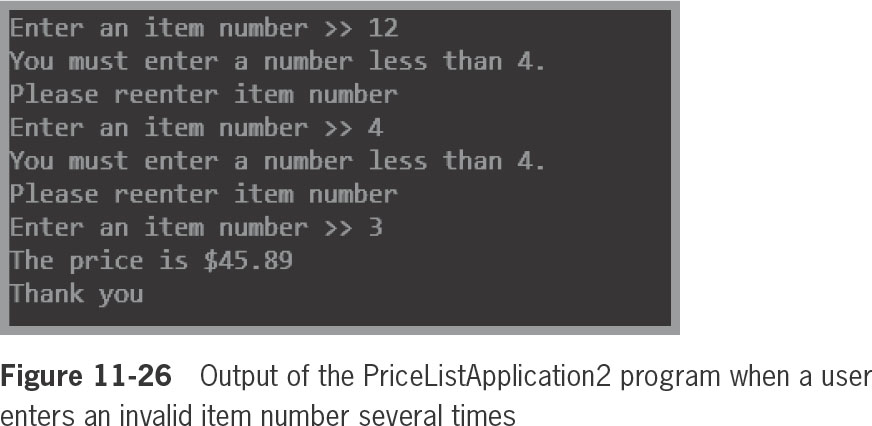 Enter an item number >> 12
You must enter a number less than 4.
Please reenter item number
Enter an item number >> 4
You must enter a number less than 4.
Please reenter item number
Enter an item number >> 3
The price is $45.89
Thank you
Figure 11-26 Output of the PriceListApplication2 program when a user
enters an invalid item number several times